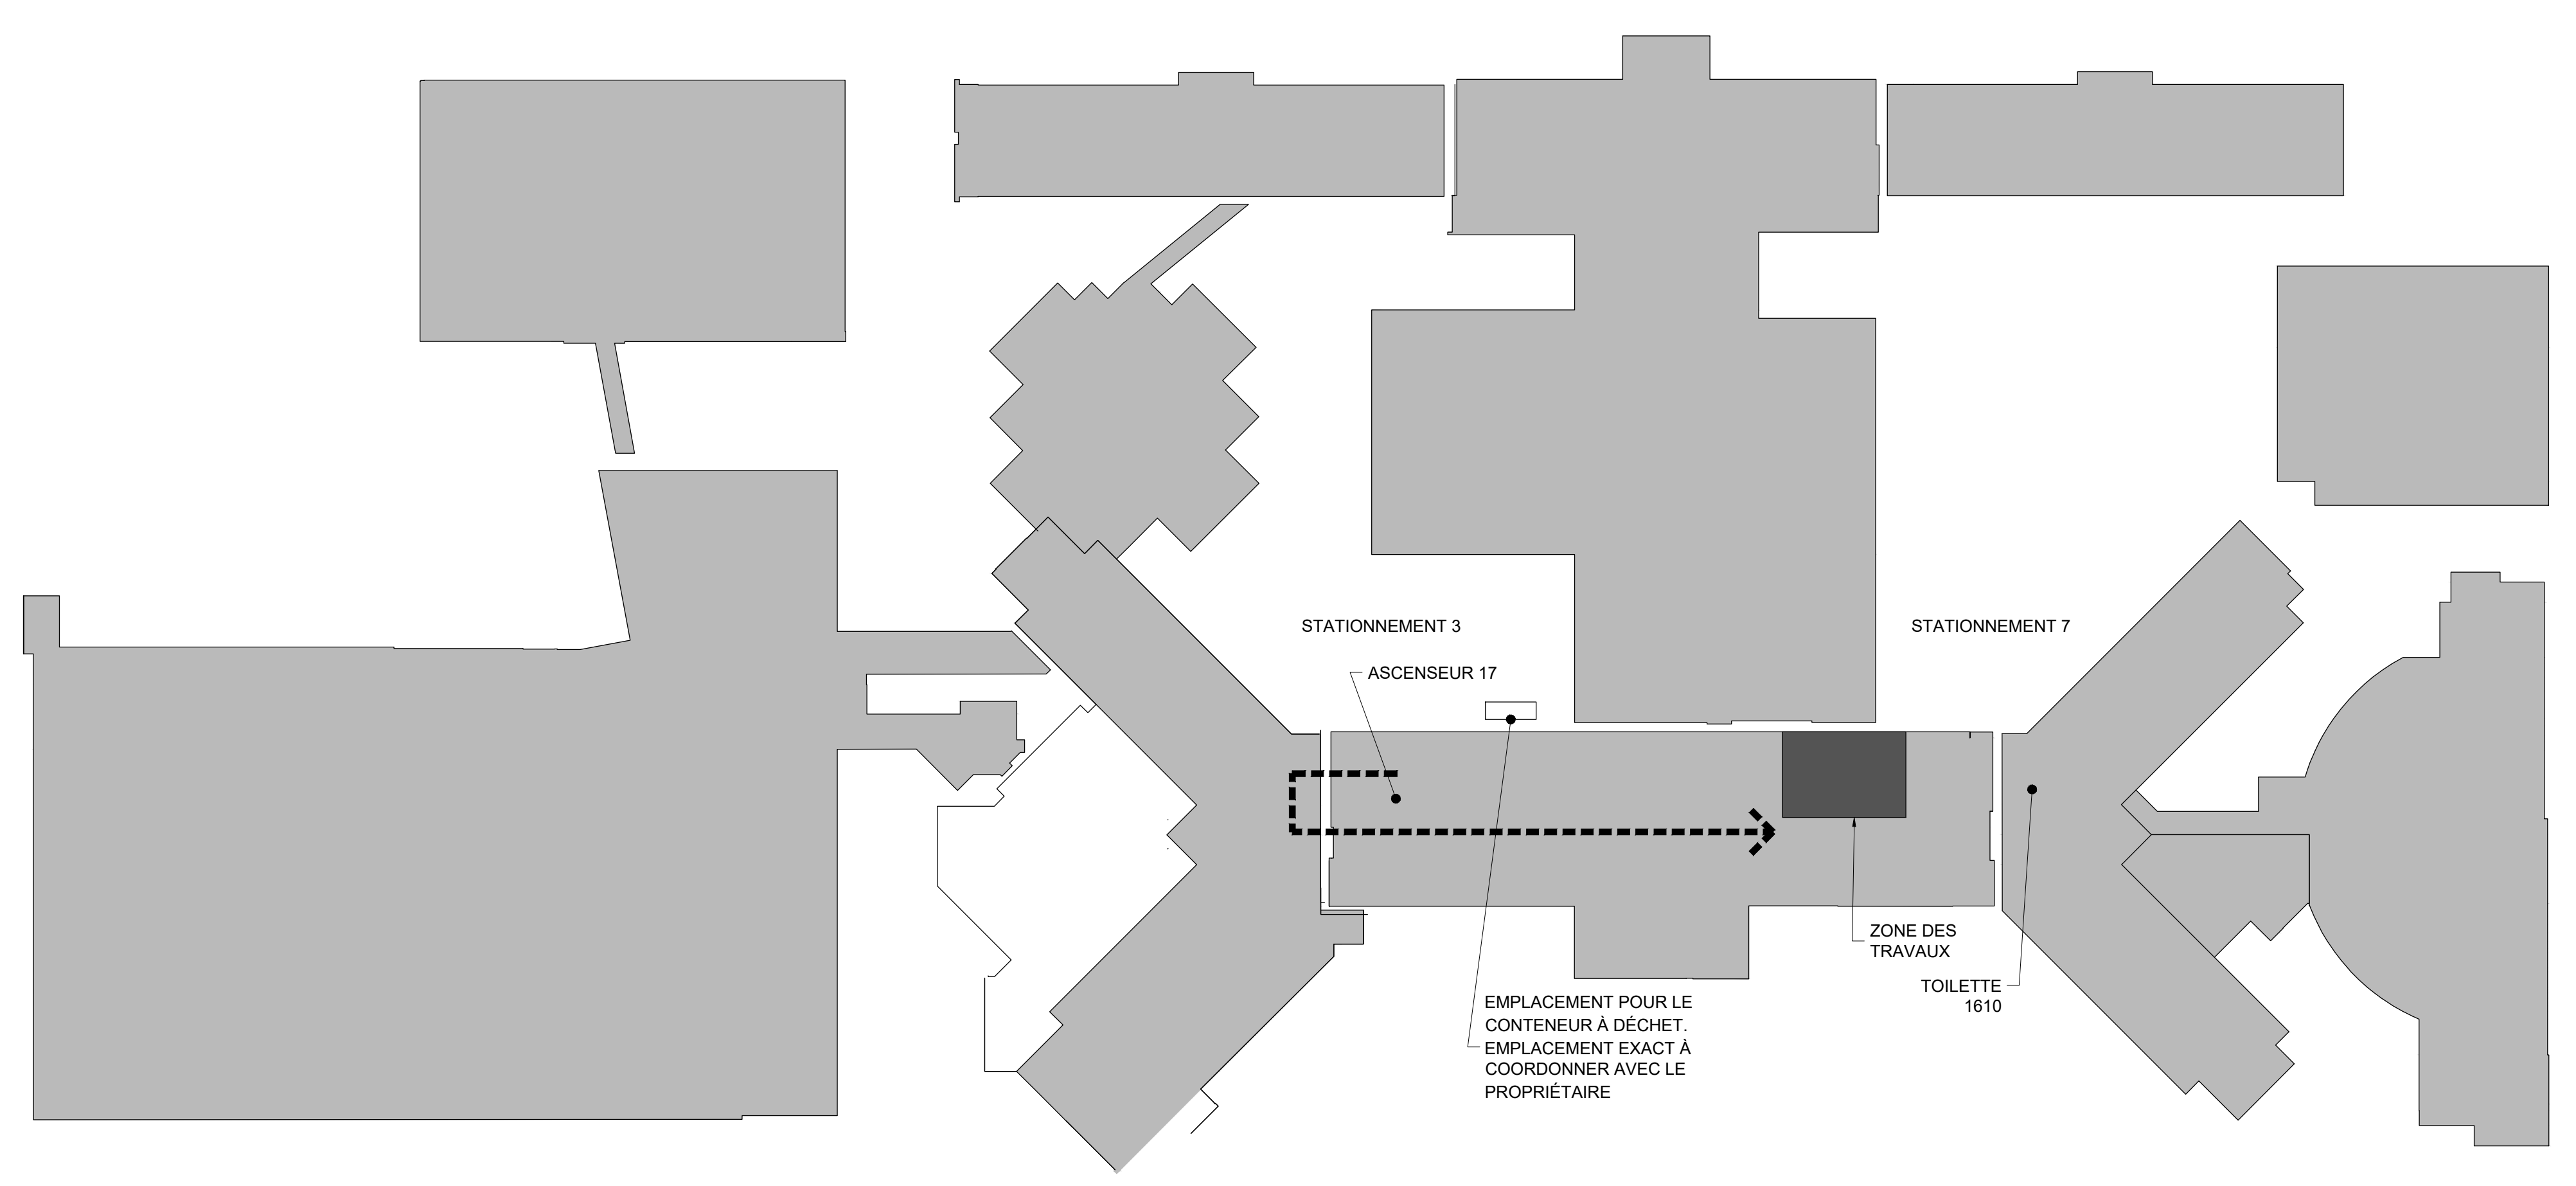 STATIONNEMENT 3
STATIONNEMENT 7
ASCENSEUR 17
ZONE DES
TRAVAUX
TOILETTE
1610
EMPLACEMENT POUR LE
CONTENEUR À DÉCHET.
EMPLACEMENT EXACT À
COORDONNER AVEC LE
PROPRIÉTAIRE